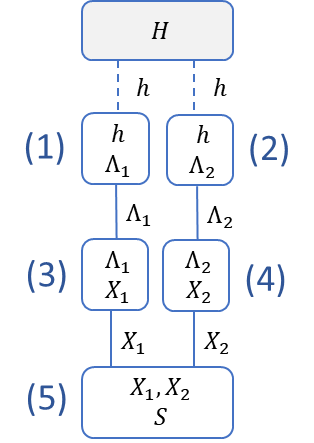 H
h h
(1) h h (2)
Λ₁ Λ₂
Λ₁ Λ₂
(3) Λ₁ Λ₂ (4)
X₁ X₂
X₁ X₂
(5) X₁, X₂
S